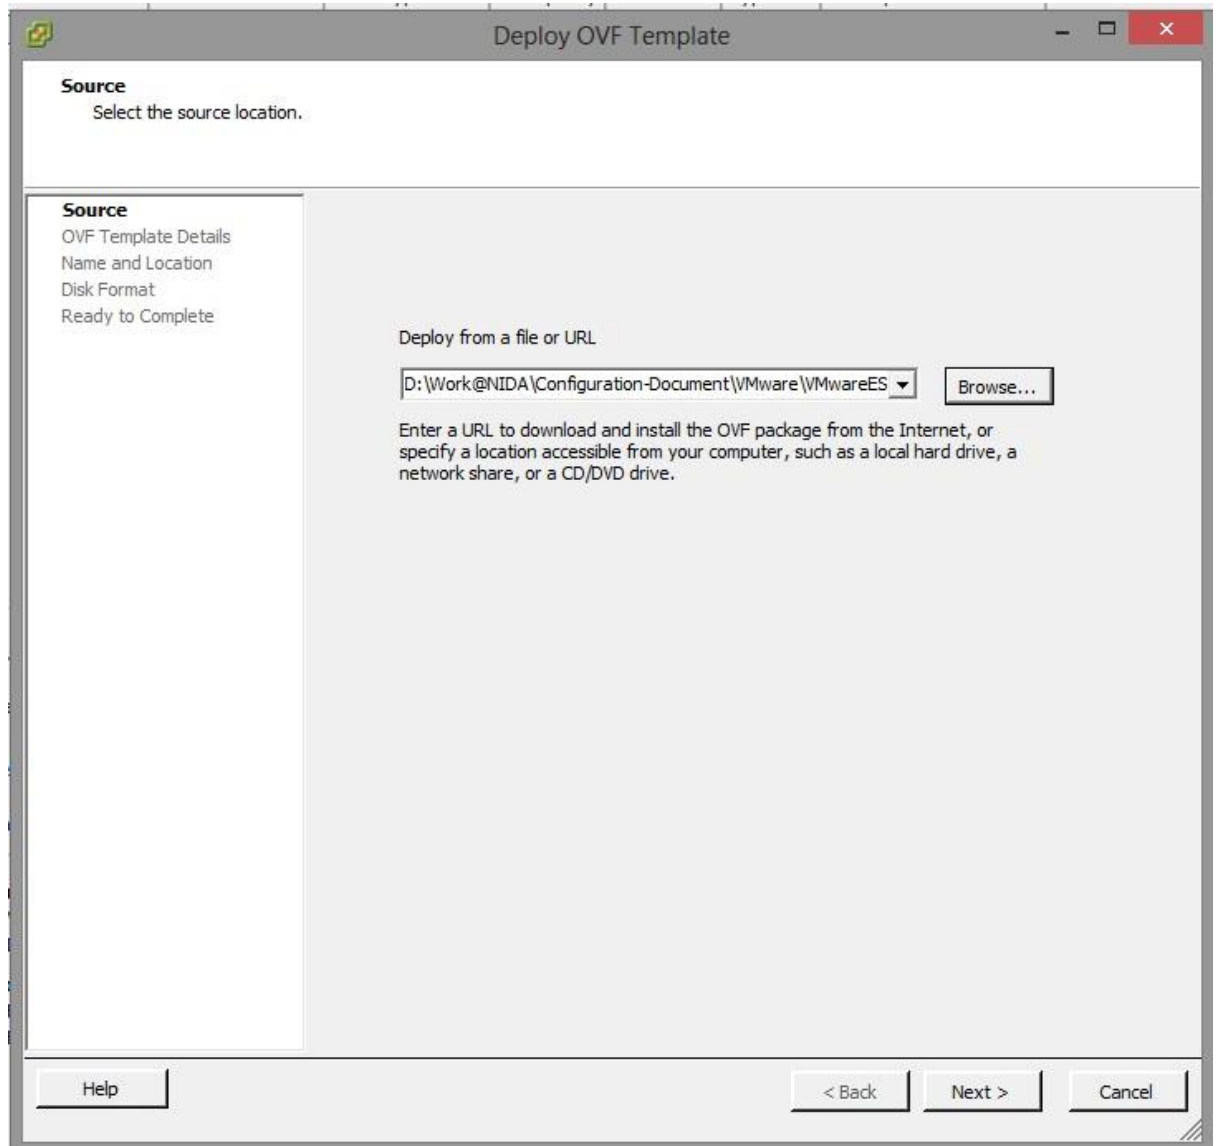 Deploy OVF Template
Source
Select the source location.
Source
OVF Template Details
Name and Location
Disk Format
Ready to Complete
Deploy from a file or URL
D:\Work@NIDA\Configuration-Document\VMware\VMwareES
Browse...
Enter a URL to download and install the OVF package from the Internet, or
specify a location accessible from your computer, such as a local hard drive, a
network share, or a CD/DVD drive.
Help
< Back
Next >
Cancel